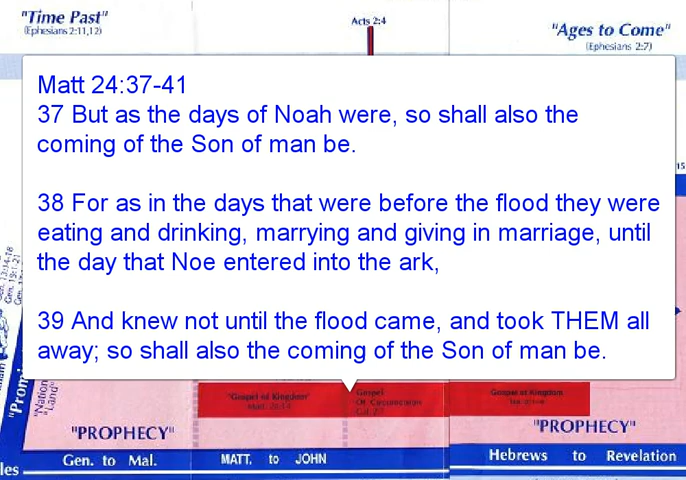 "Time Past"
(Ephesians 2:11,12)
Acts 2:4
"Ages to Come"
(Ephesians 2:7)
Matt 24:37-41
37 But as the days of Noah were, so shall also the
coming of the Son of man be.
38 For as in the days that were before the flood they were
eating and drinking, marrying and giving in marriage, until
the day that Noe entered into the ark,
39 And knew not until the flood came, and took THEM all
away; so shall also the coming of the Son of man be.
"Gospel of Kingdom"
Gospel
Of Circumcision
Gal. 2:7
Gospel of Kingdom
"Nation
"Land"
"PROPHECY"
"PROPHECY"
Gen. to Mal.
MATT. to JOHN
Hebrews to Revelation